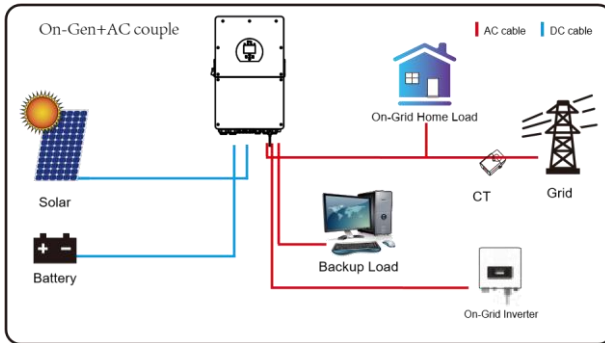 On-Gen+AC couple
AC cable
DC cable
On-Grid Home Load
CT
Grid
Solar
Backup Load
Battery
On-Grid Inverter